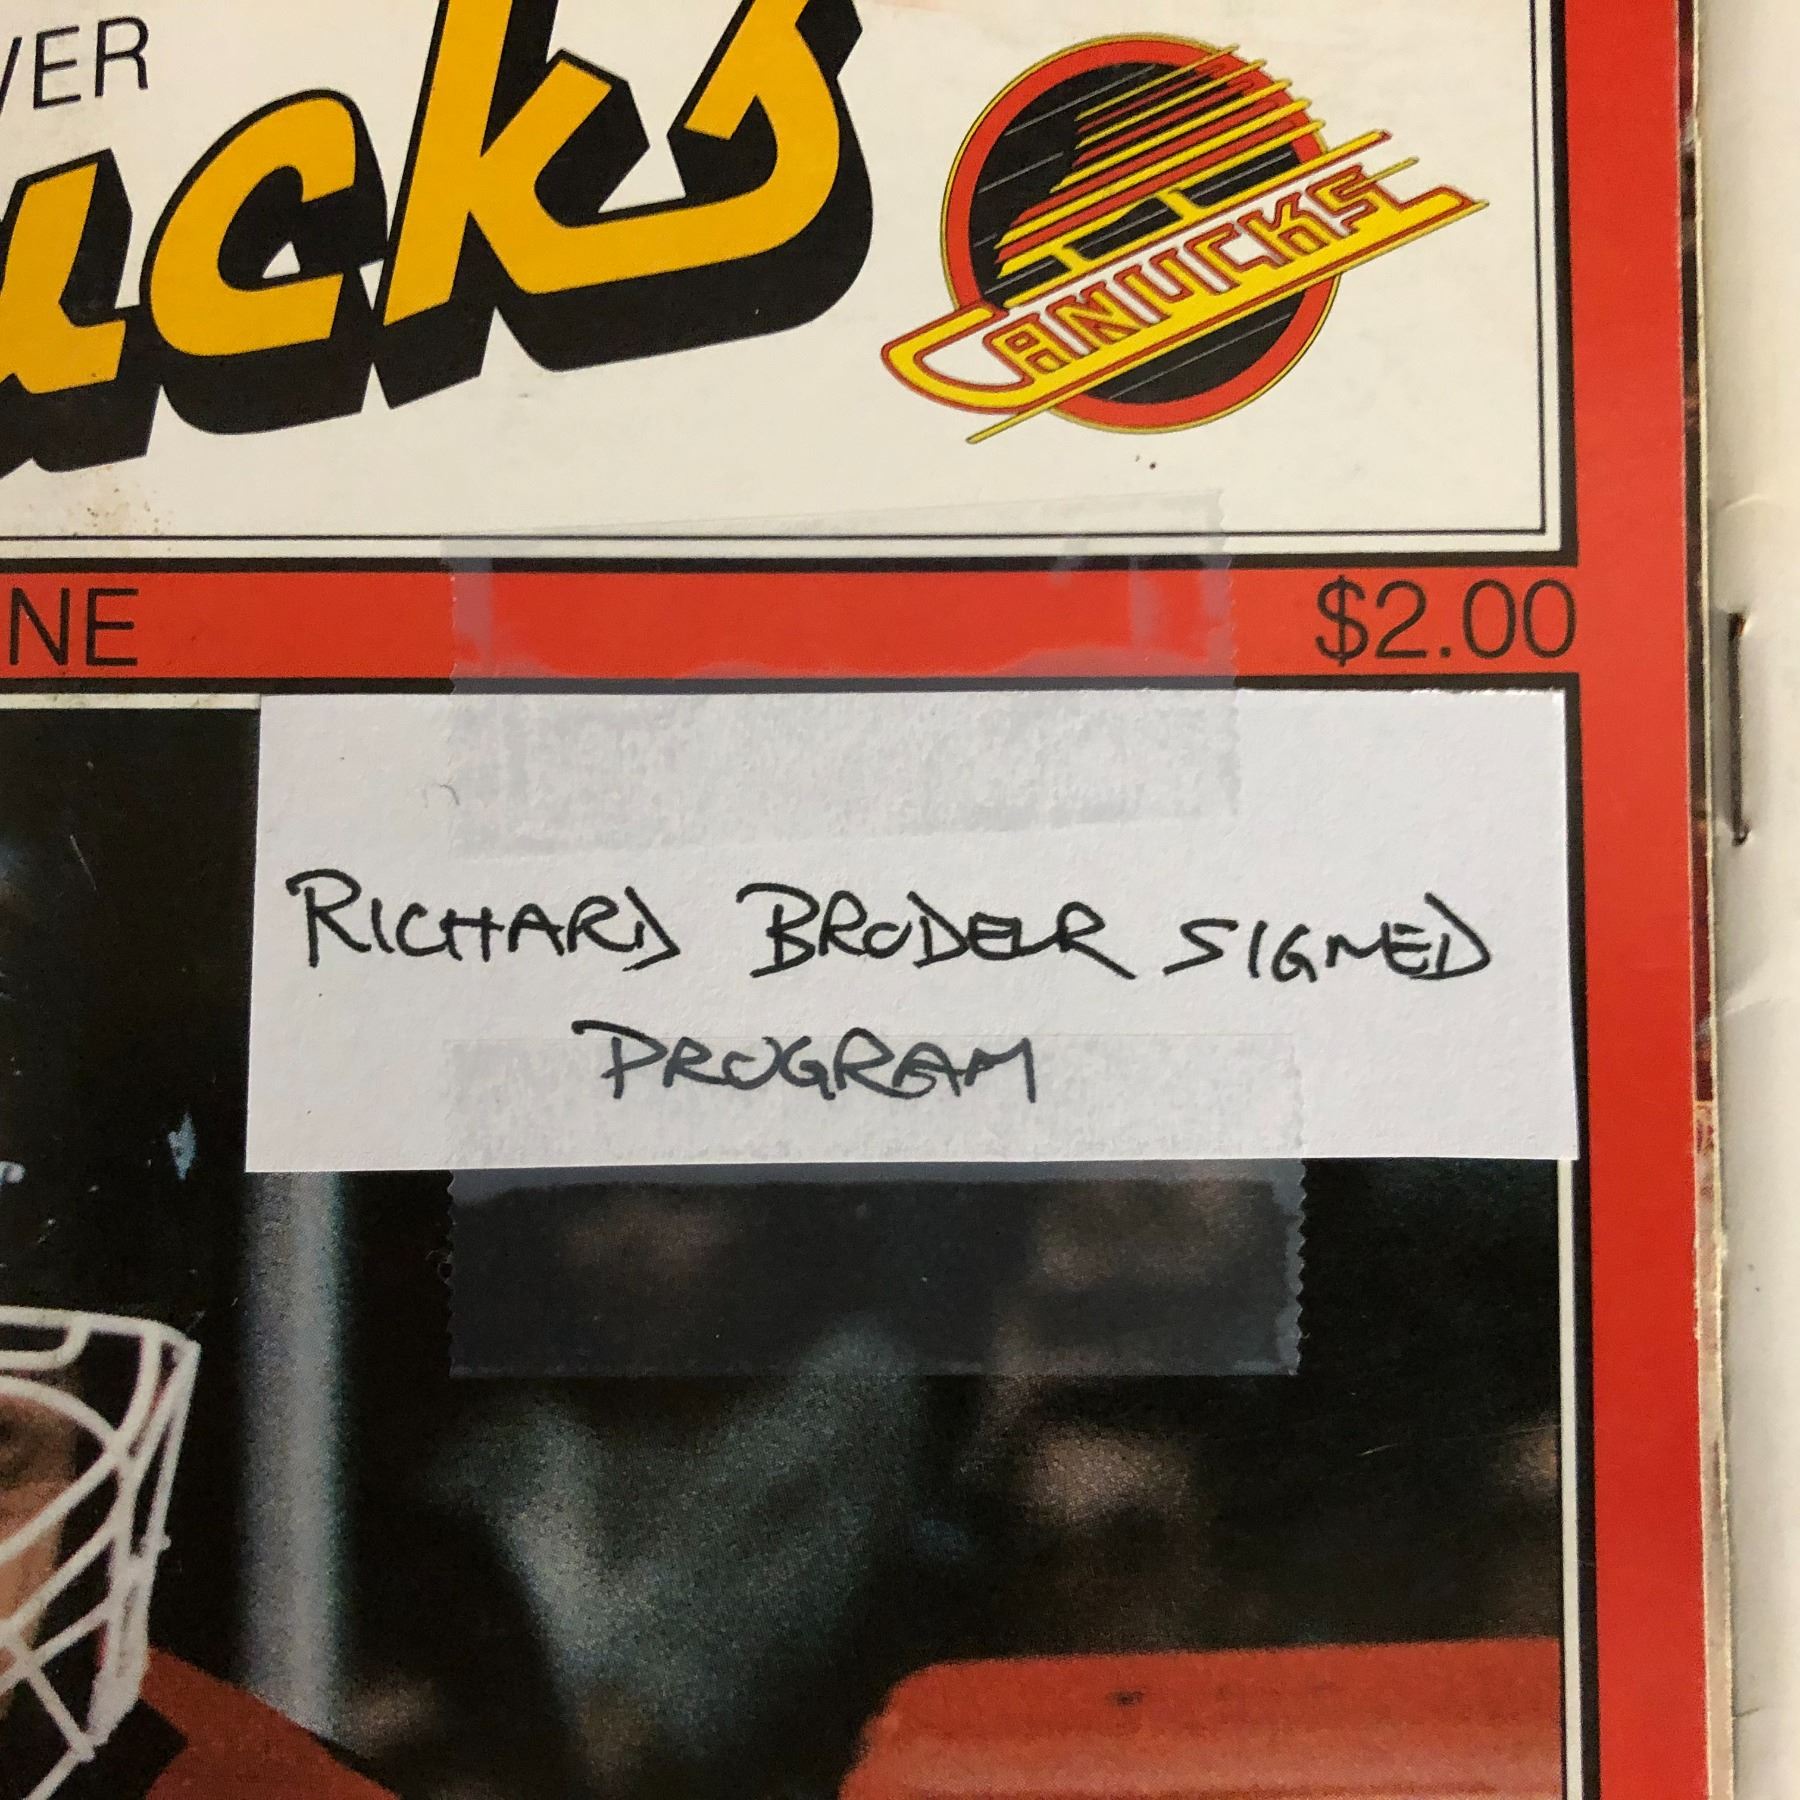 VER
ucks
CANUCKS
NE
$2.00
RICHARD BRODEUR SIGNED
PROGRAM